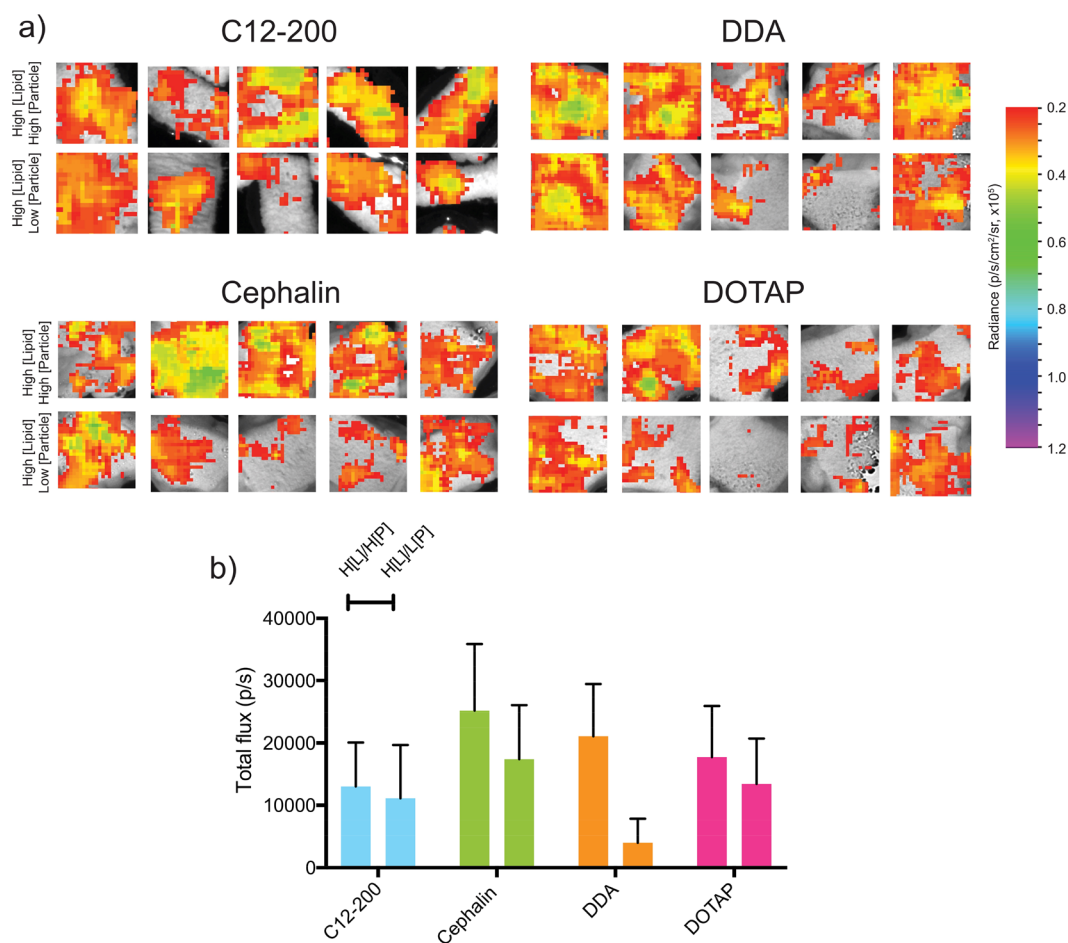 a)
C12-200
DDA
High [Lipid]
High [Particle]
High [Lipid]
Low [Particle]
Cephalin
DOTAP
High [Lipid]
High [Particle]
High [Lipid]
Low [Particle]
0.2
0.4
0.6
0.8
1.0
1.2
Radiance (p/s/cm²/sr, x10⁵)
b)
H[L]/H[P]
H[L]/L[P]
Total flux (p/s)
40000
30000
20000
10000
0
C12-200
Cephalin
DDA
DOTAP